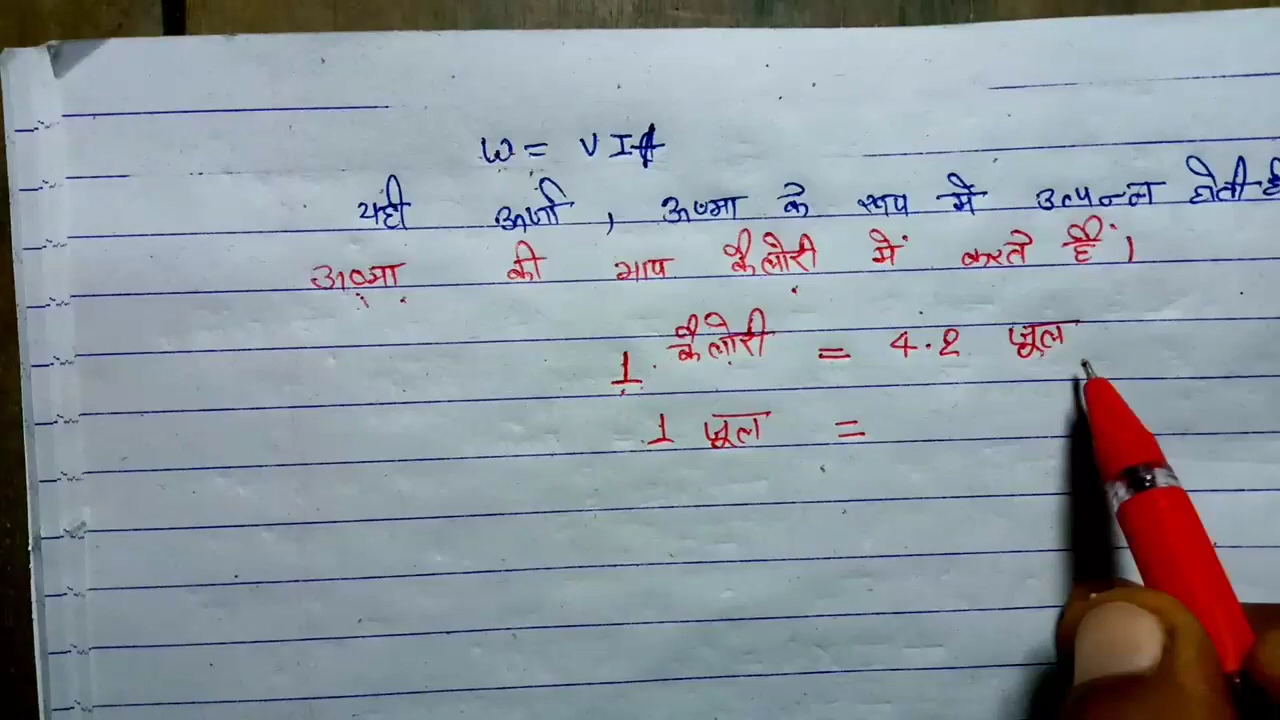 W = VIt
यही ऊर्जा , ऊष्मा के रूप में उत्पन्न होती है
ऊष्मा की माप कैलोरी में करते हैं।
1 कैलोरी = 4.2 जूल
1 जूल =